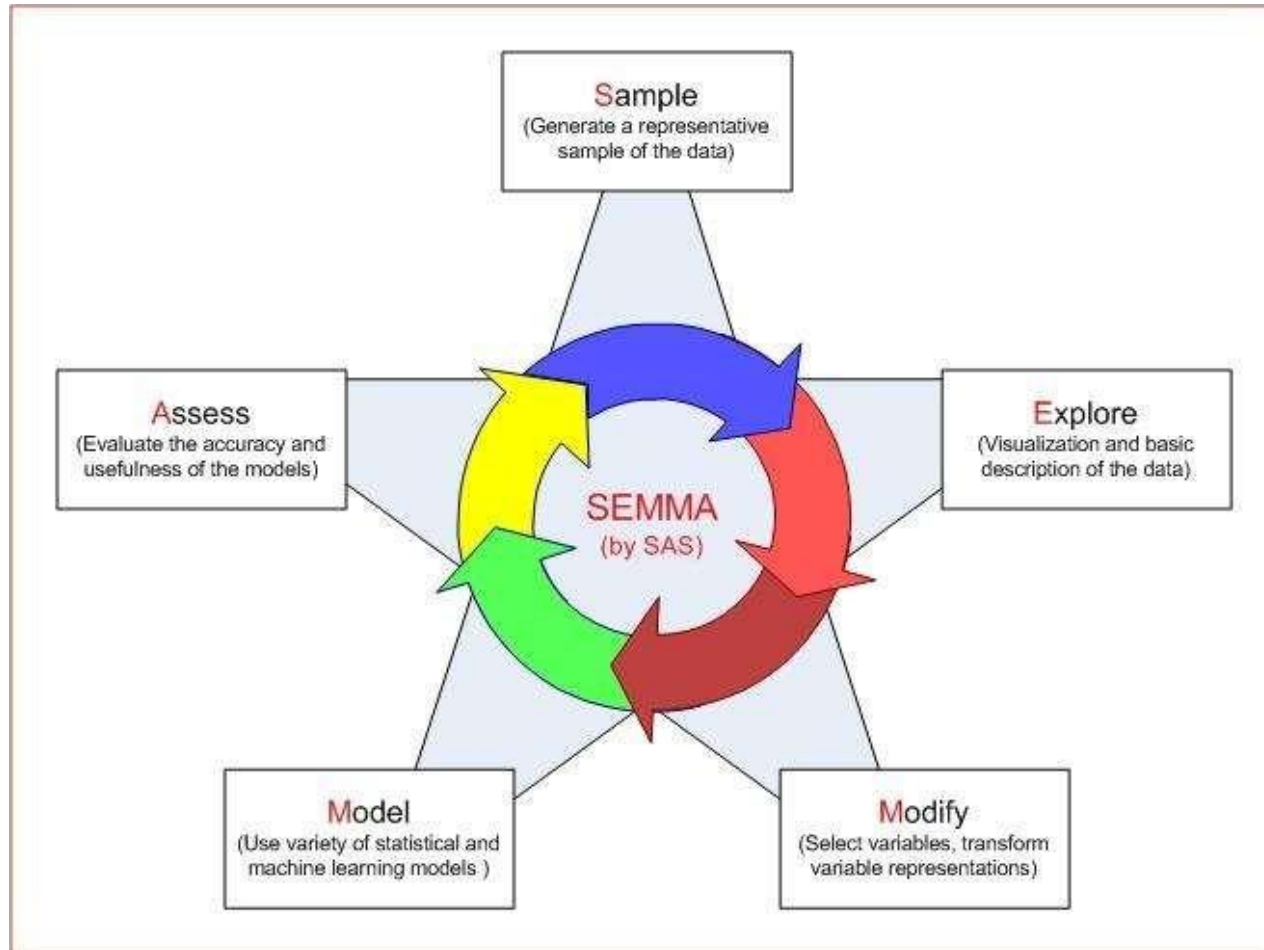 Sample
(Generate a representative
sample of the data)
Assess
(Evaluate the accuracy and
usefulness of the models)
Explore
(Visualization and basic
description of the data)
SEMMA
(by SAS)
Model
(Use variety of statistical and
machine learning models )
Modify
(Select variables, transform
variable representations)